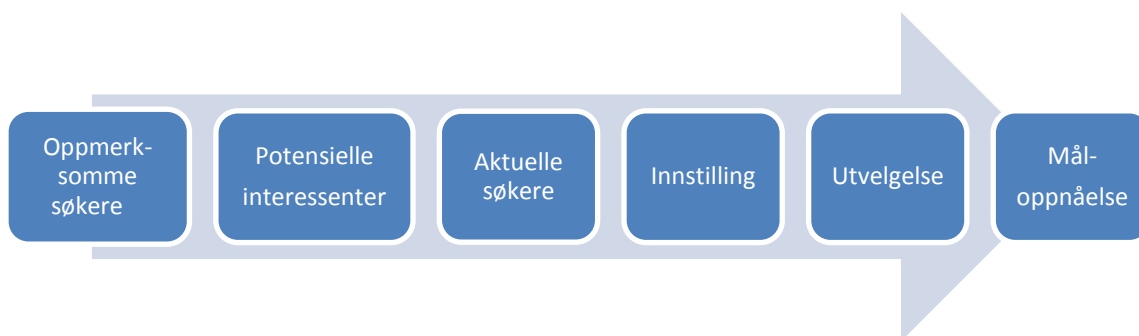 Oppmerk-
somme
søkere
Potensielle
interessenter
Aktuelle
søkere
Innstilling
Utvelgelse
Mål-
oppnåelse